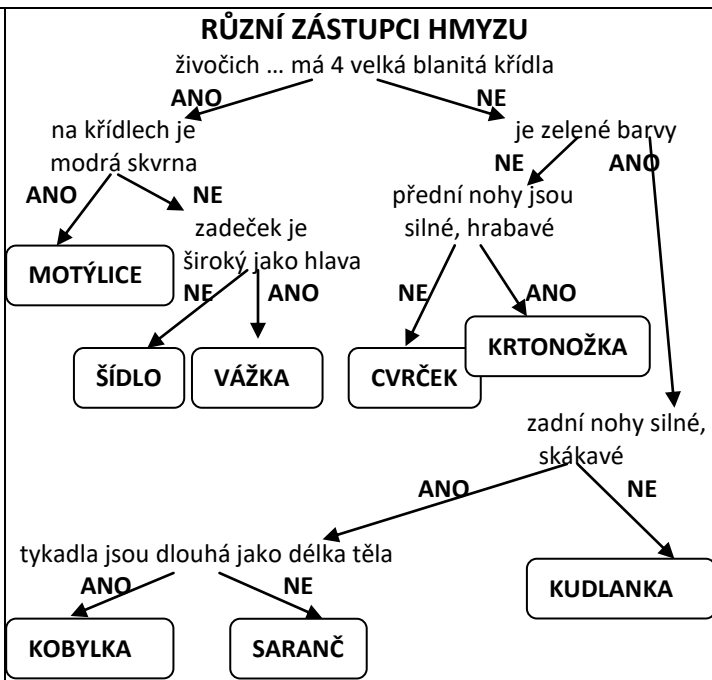 RŮZNÍ ZÁSTUPCI HMYZU
živočich ... má 4 velká blanitá křídla
ANO NE
na křídlech je
modrá skvrna
je zelené barvy
NE ANO
ANO NE
přední nohy jsou
silné, hrabavé
zadeček je
široký jako hlava
MOTÝLICE
NE ANO
NE ANO
KRTONOŽKA
ŠÍDLO
VÁŽKA
CVRČEK
zadní nohy silné,
skákavé
ANO NE
tykadla jsou dlouhá jako délka těla
ANO NE
KUDLANKA
KOBYLKA
SARANČ